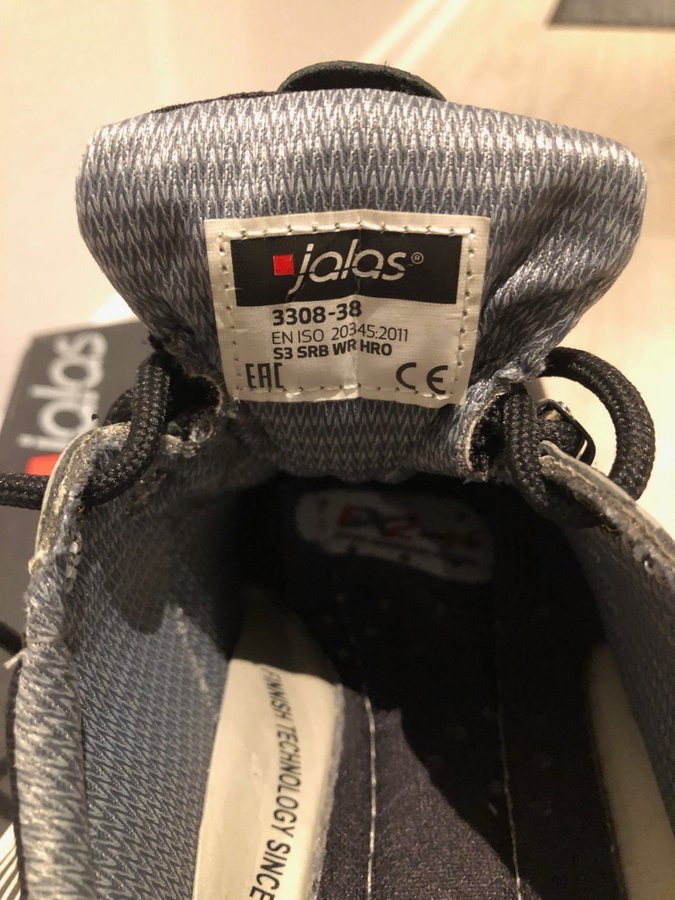 jalas®
3308-38
EN ISO 20345:2011
S3 SRB WR HRO
EAC CE
jalas
FINNISH TECHNOLOGY SINCE